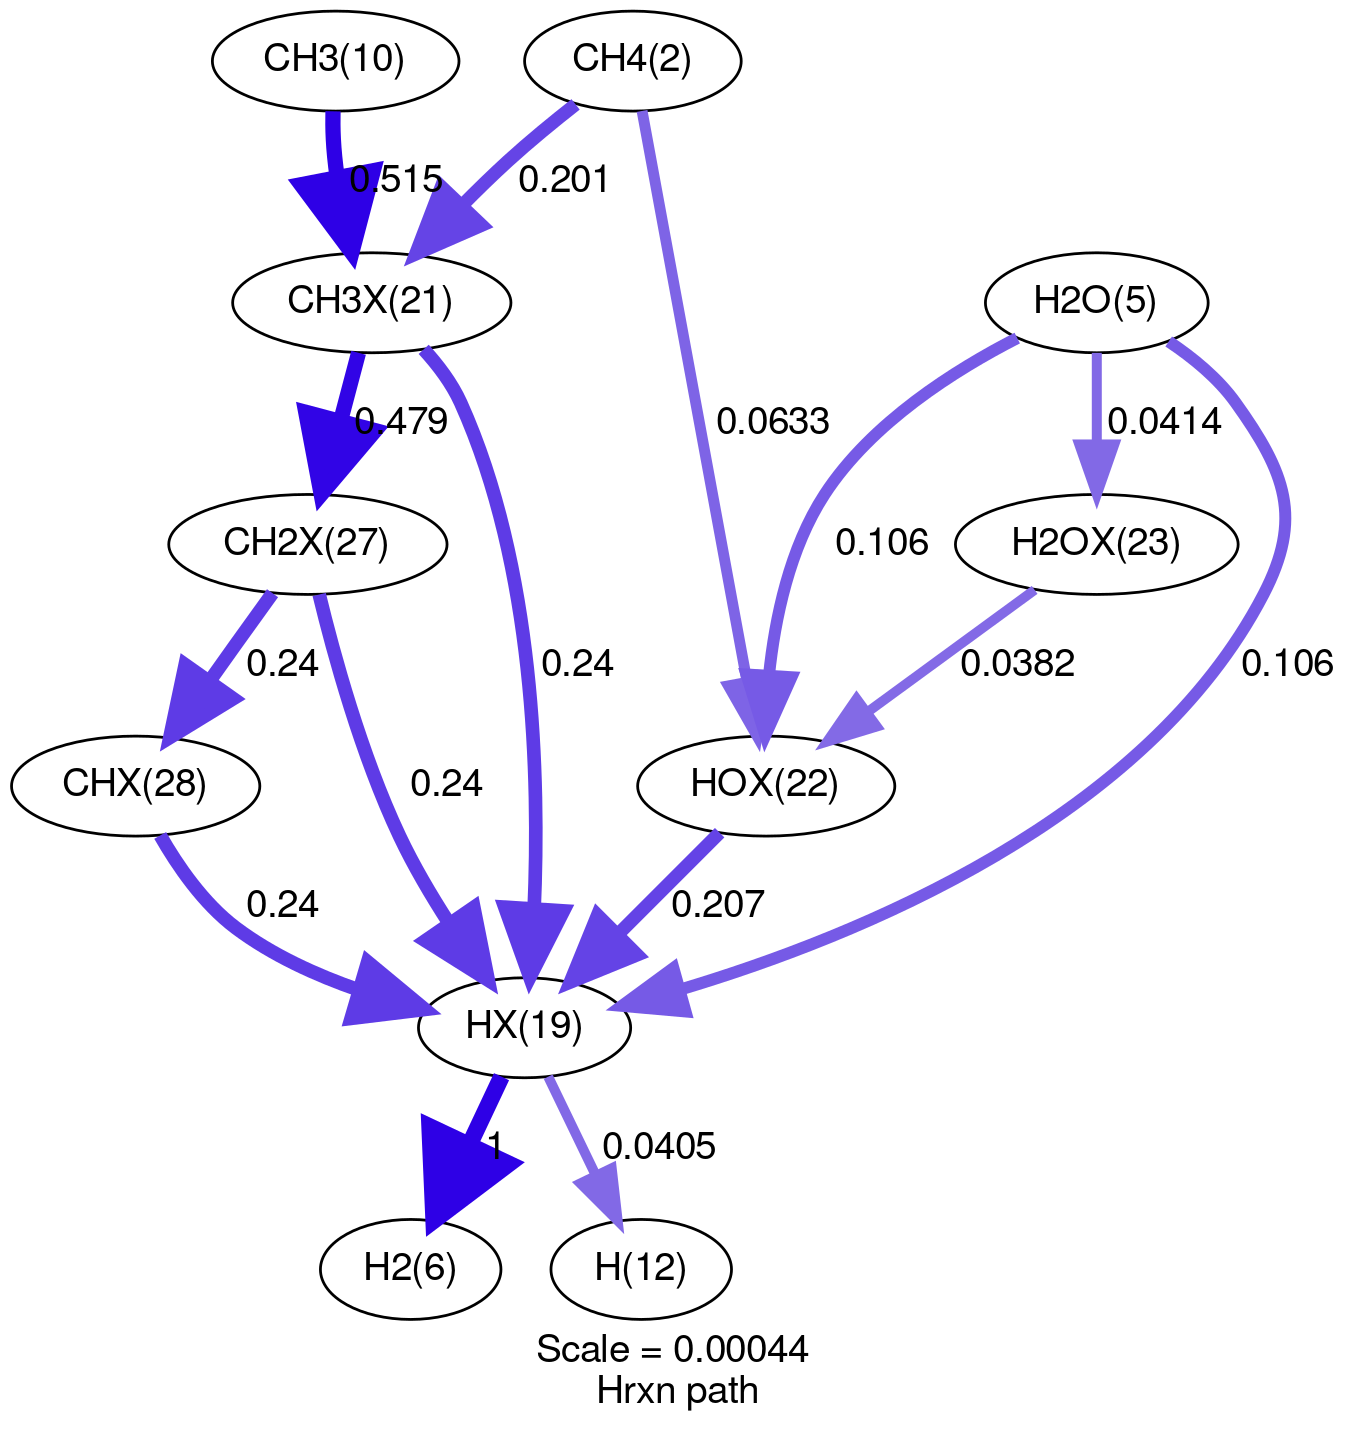 CH3(10)
CH4(2)
0.515
0.201
CH3X(21)
H2O(5)
0.479
0.0633
0.0414
CH2X(27)
0.106
H2OX(23)
0.24
0.24
0.0382
0.106
CHX(28)
0.24
HOX(22)
0.24
0.207
HX(19)
1
0.0405
H2(6)
H(12)
Scale = 0.00044
Hrxn path